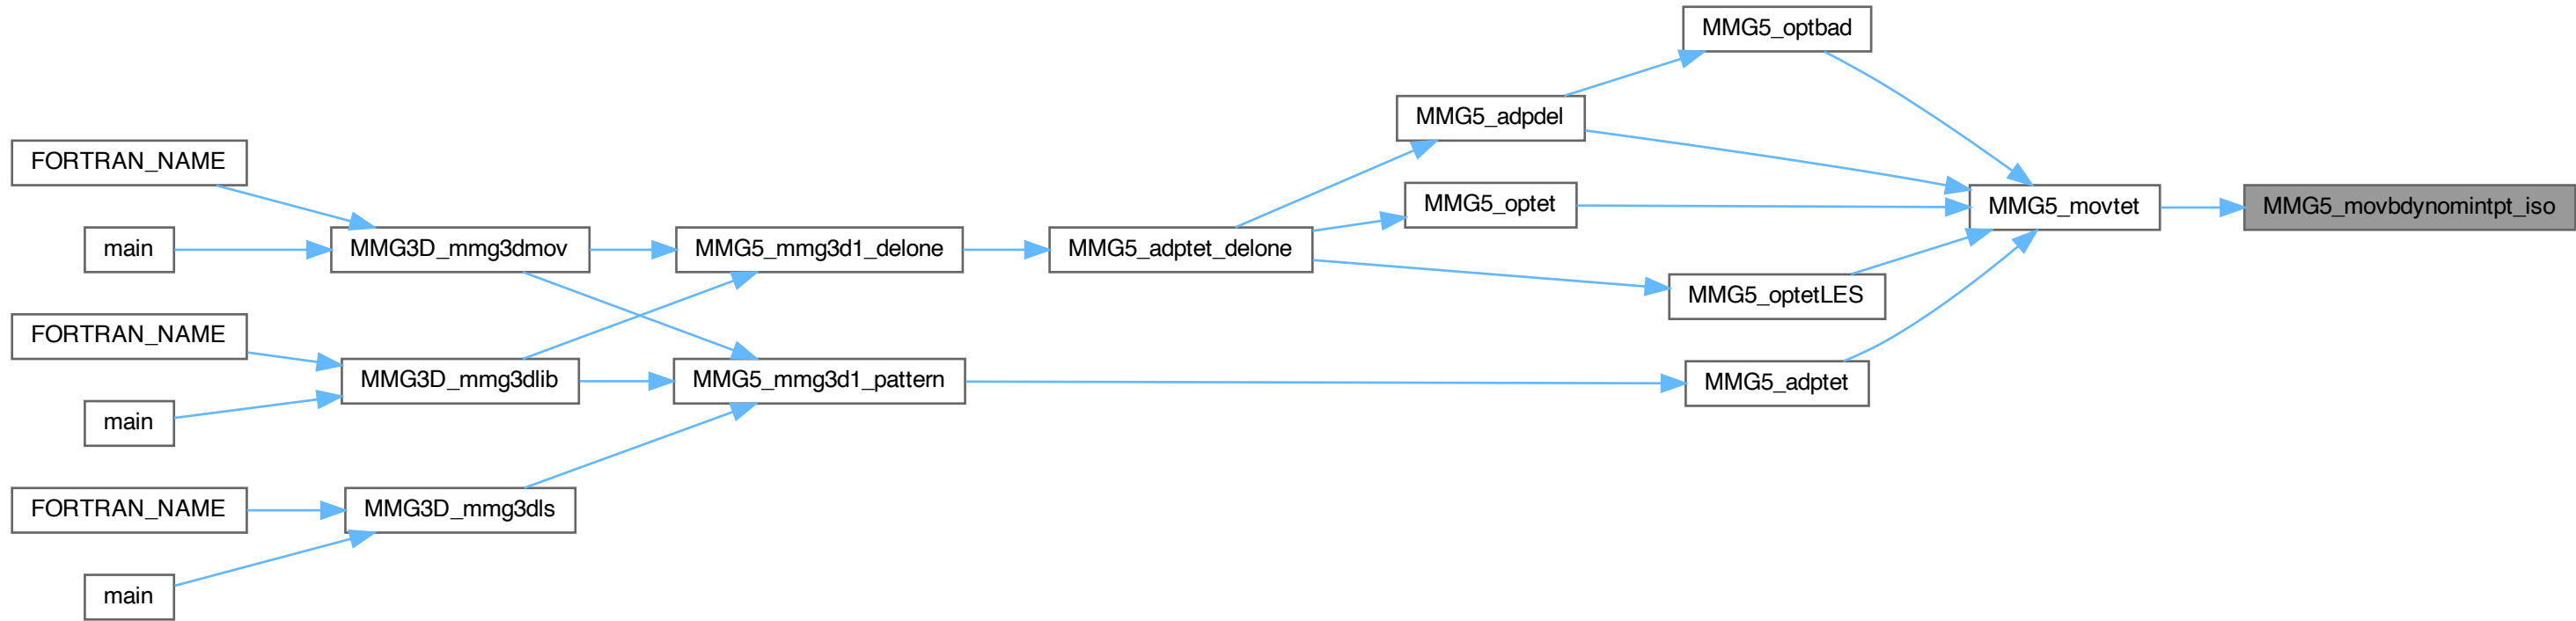 MMG5_optbad
MMG5_adpdel
FORTRAN_NAME
MMG5_optet
MMG5_movtet
MMG5_movbdynomintpt_iso
main
MMG3D_mmg3dmov
MMG5_mmg3d1_delone
MMG5_adptet_delone
MMG5_optetLES
FORTRAN_NAME
MMG3D_mmg3dlib
MMG5_mmg3d1_pattern
MMG5_adptet
main
FORTRAN_NAME
MMG3D_mmg3dls
main